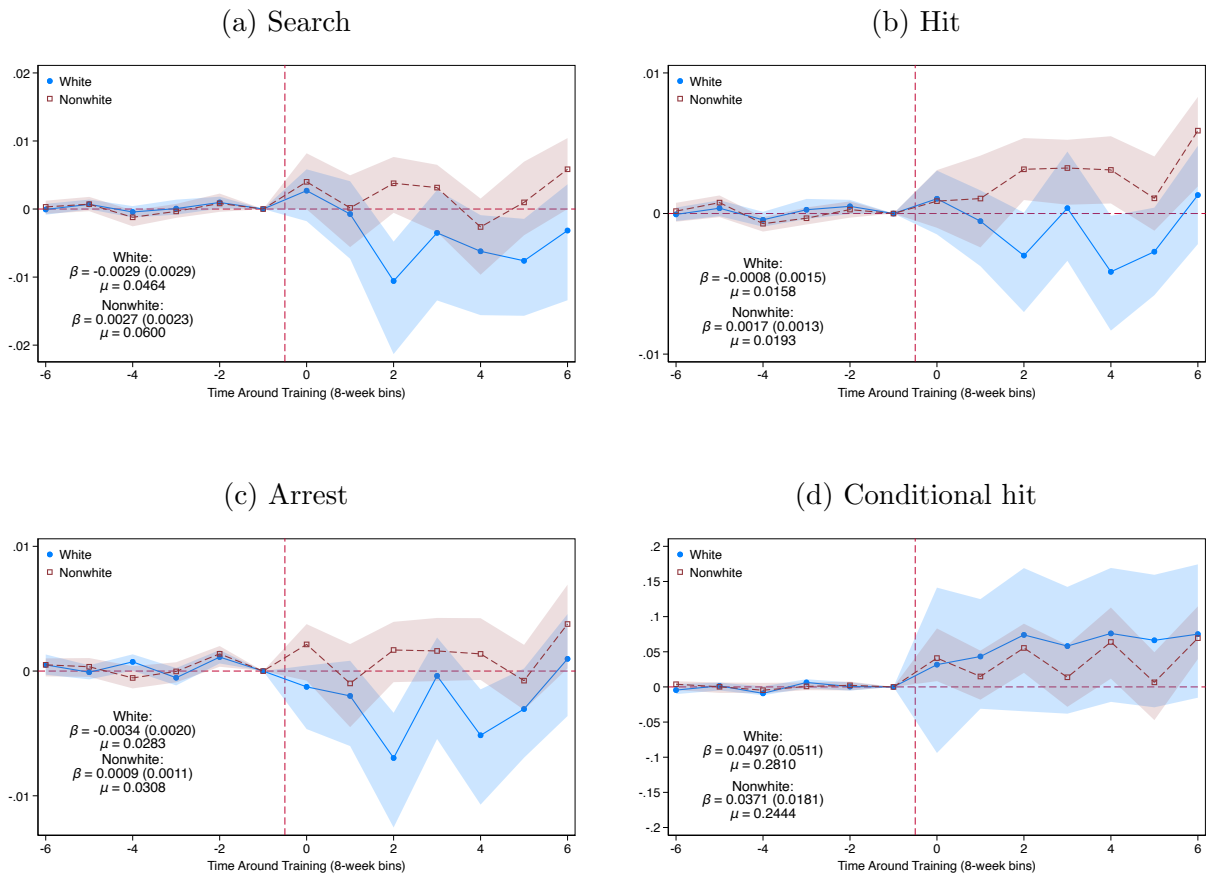 (a) Search
.02
.01
0
-.01
-.02
White
Nonwhite
White:
β = -0.0029 (0.0029)
μ = 0.0464
Nonwhite:
β = 0.0027 (0.0023)
μ = 0.0600
-6 -4 -2 0 2 4 6
Time Around Training (8-week bins)
(b) Hit
.01
0
-.01
White
Nonwhite
White:
β = -0.0008 (0.0015)
μ = 0.0158
Nonwhite:
β = 0.0017 (0.0013)
μ = 0.0193
-6 -4 -2 0 2 4 6
Time Around Training (8-week bins)
(c) Arrest
.01
0
-.01
White
Nonwhite
White:
β = -0.0034 (0.0020)
μ = 0.0283
Nonwhite:
β = 0.0009 (0.0011)
μ = 0.0308
-6 -4 -2 0 2 4 6
Time Around Training (8-week bins)
(d) Conditional hit
.2
.15
.1
.05
0
-.05
-.1
-.15
-.2
White
Nonwhite
White:
β = 0.0497 (0.0511)
μ = 0.2810
Nonwhite:
β = 0.0371 (0.0181)
μ = 0.2444
-6 -4 -2 0 2 4 6
Time Around Training (8-week bins)